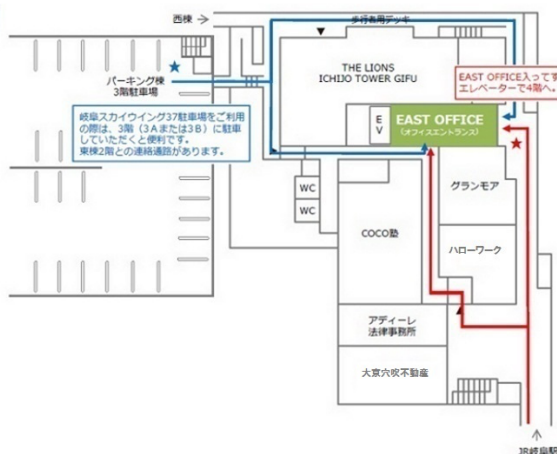 西棟
歩行者用デッキ
パーキング棟
3階駐車場
THE LIONS
ICHIJO TOWER GIFU
EAST OFFICE入ってす
エレベーターで4階へ。
岐阜スカイウイング37駐車場をご利用
の際は、3階(3Aまたは3B)に駐車
していただくと便利です。
東棟2階との連絡通路があります。
E
V
EAST OFFICE
(オフィスエントランス)
WC
WC
グランモア
COCO塾
ハローワーク
アディーレ
法律事務所
大京穴吹不動産
JR岐阜駅